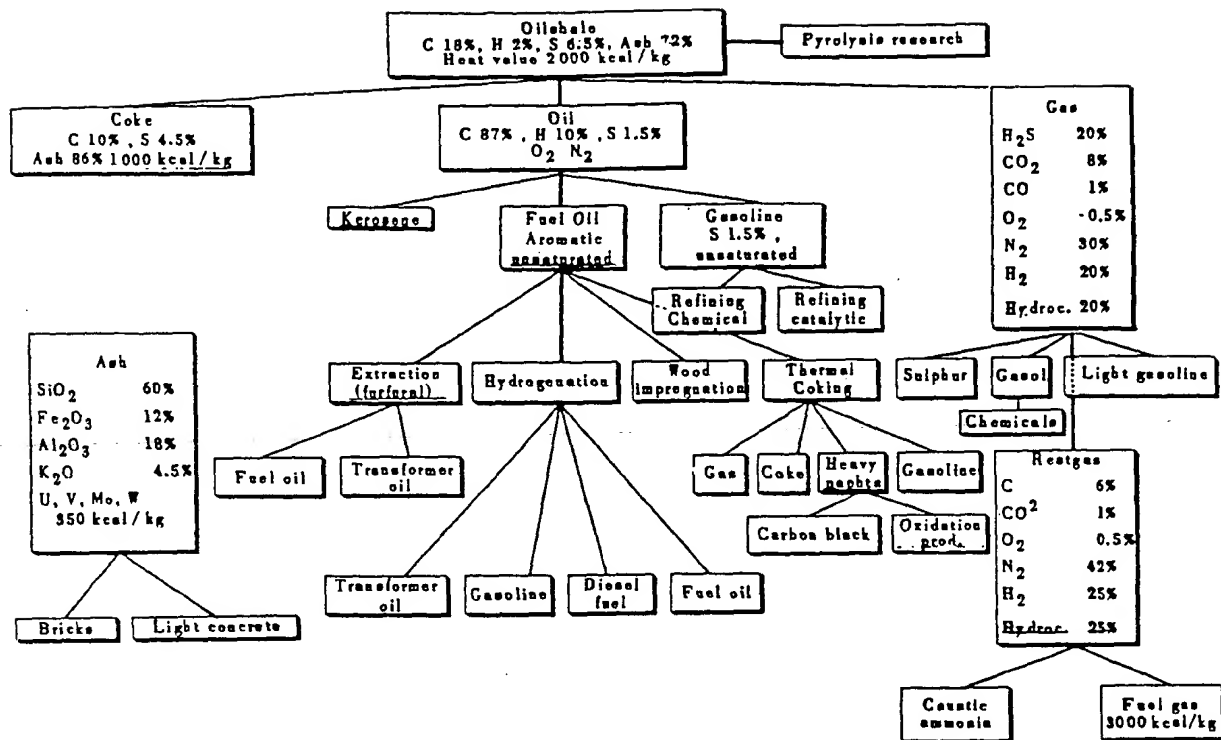 Oilshale
C 18%, H 2%, S 6.5%, Ash 72%
Heat value 2000 kcal/kg
Pyrolysis research
Coke
C 10% , S 4.5%
Ash 86% 1000 kcal/kg
Oil
C 87% , H 10% , S 1.5%
O2 N2
Gas
H2S 20%
CO2 8%
CO 1%
O2 -0.5%
N2 30%
H2 20%
Hydroc. 20%
Kerosene
Fuel Oil
Aromatic
unsaturated
Gasoline
S 1.5% ,
unsaturated
Refining
Chemical
Refining
catalytic
Ash
SiO2 60%
Fe2O3 12%
Al2O3 18%
K2O 4.5%
U, V, Mo, W
350 kcal/kg
Extraction
(furfural)
Hydrogenation
Wood
impregnation
Thermal
Coking
Sulphur
Gasol
Light gasoline
Chemicals
Fuel oil
Transformer
oil
Gas
Coke
Heavy
naphta
Gasoline
Carbon black
Oxidation
prod.
Restgas
C 6%
CO2 1%
O2 0.5%
N2 42%
H2 25%
Hydroc. 25%
Transformer
oil
Gasoline
Diesel
fuel
Fuel oil
Bricks
Light concrete
Caustic
ammonia
Fuel gas
3000 kcal/kg